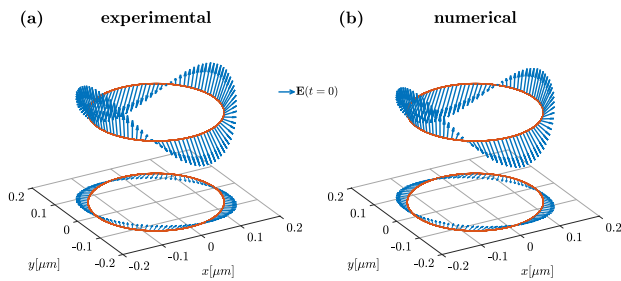 (a) experimental (b) numerical
E(t = 0)
0.2 0.2
0.1 0.1
0 0
-0.1 -0.1
-0.2 -0.2
y[μm] y[μm]
-0.2 -0.1 0 0.1 0.2 -0.2 -0.1 0 0.1 0.2
x[μm] x[μm]